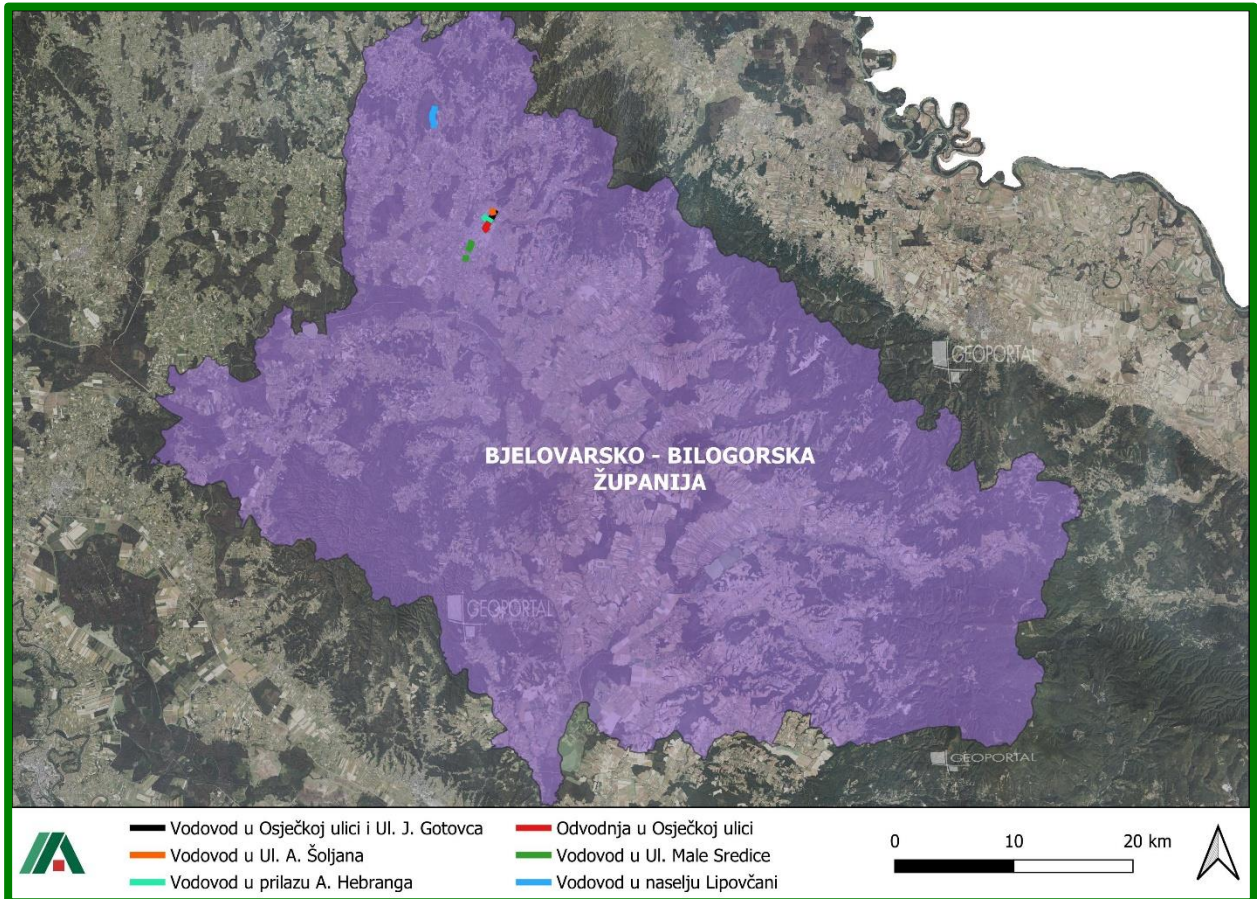 GEOPORTAL
BJELOVARSKO - BILOGORSKA
ŽUPANIJA
GEOPORTAL
GEOPORTAL
Vodovod u Osječkoj ulici i Ul. J. Gotovca
Vodovod u Ul. A. Šoljana
Vodovod u prilazu A. Hebranga
Odvodnja u Osječkoj ulici
Vodovod u Ul. Male Sredice
Vodovod u naselju Lipovčani
0 10 20 km